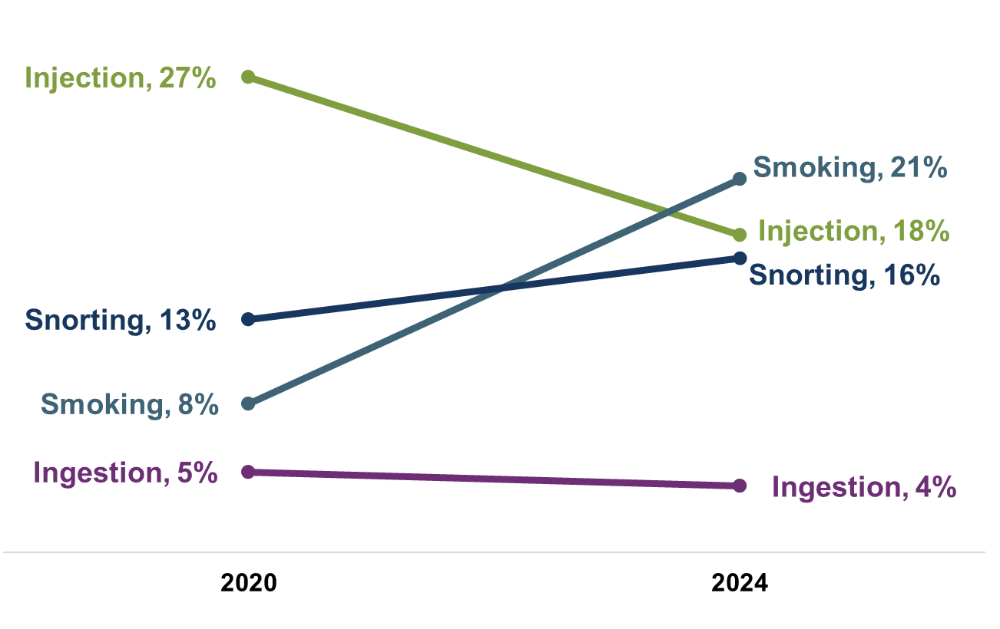 Injection, 27%
Smoking, 21%
Injection, 18%
Snorting, 16%
Snorting, 13%
Smoking, 8%
Ingestion, 5%
Ingestion, 4%
2020
2024